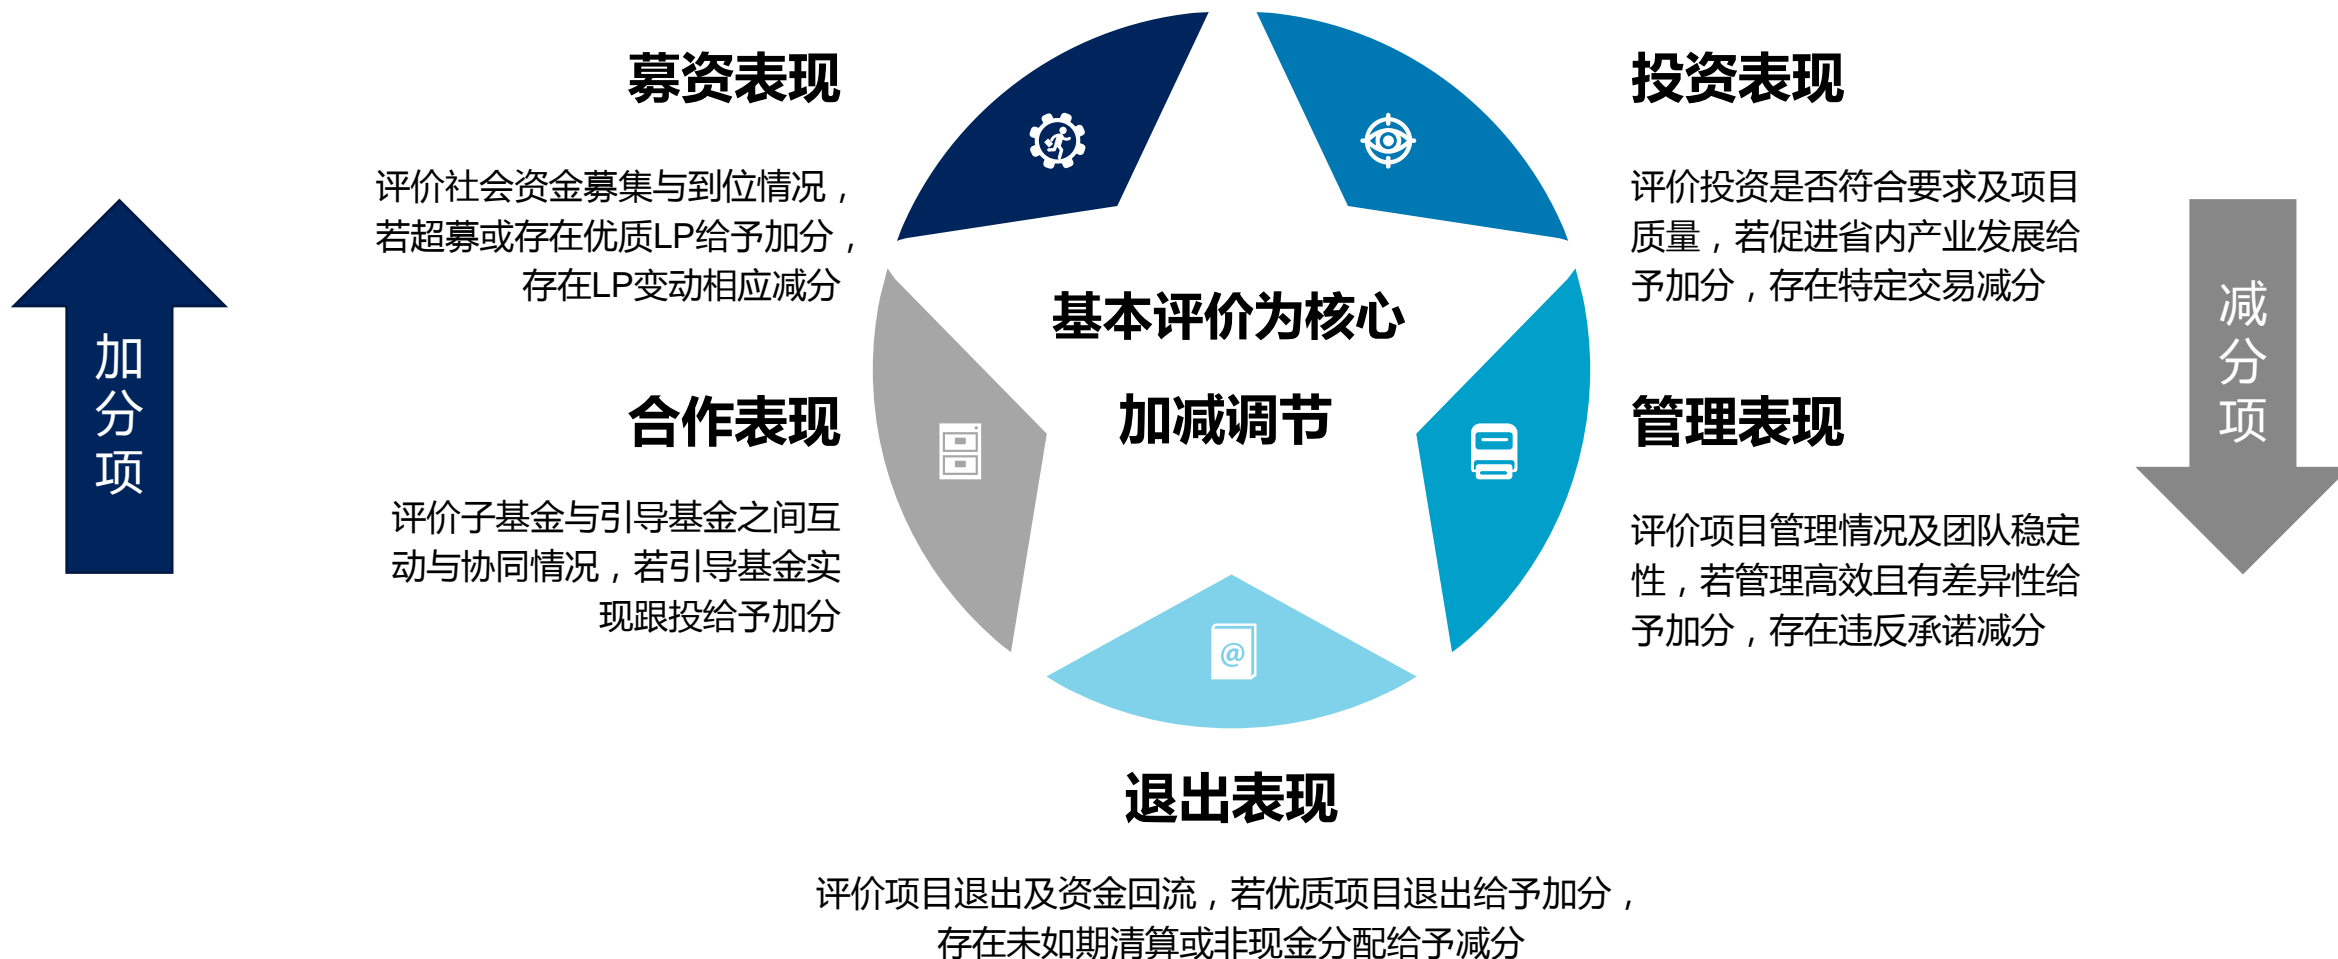 募资表现
评价社会资金募集与到位情况，
若超募或存在优质LP给予加分，
存在LP变动相应减分
投资表现
评价投资是否符合要求及项目
质量，若促进省内产业发展给
予加分，存在特定交易减分
加
分
项
基本评价为核心
加减调节
减
分
项
合作表现
评价子基金与引导基金之间互
动与协同情况，若引导基金实
现跟投给予加分
管理表现
评价项目管理情况及团队稳定
性，若管理高效且有差异性给
予加分，存在违反承诺减分
@
退出表现
评价项目退出及资金回流，若优质项目退出给予加分，
存在未如期清算或非现金分配给予减分